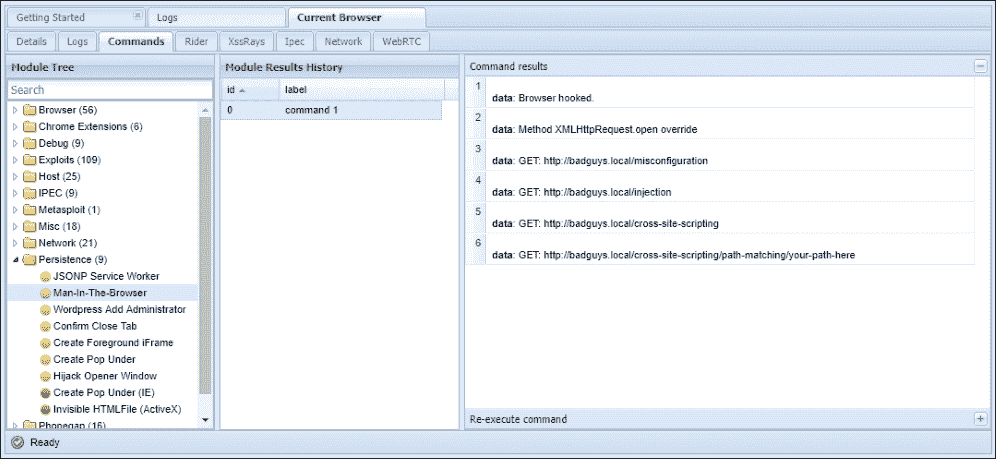 Getting Started
Logs
Current Browser
Details
Logs
Commands
Rider
XssRays
Ipec
Network
WebRTC
Module Tree
Search
Browser (56)
Chrome Extensions (6)
Debug (9)
Exploits (109)
Host (25)
IPEC (9)
Metasploit (1)
Misc (18)
Network (21)
Persistence (9)
JSONP Service Worker
Man-In-The-Browser
Wordpress Add Administrator
Confirm Close Tab
Create Foreground iFrame
Create Pop Under
Hijack Opener Window
Create Pop Under (IE)
Invisible HTMLFile (ActiveX)
Phonegap (16)
Module Results History
id label
0 command 1
Command results
1 data: Browser hooked.
2 data: Method XMLHttpRequest.open override
3 data: GET: http://badguys.local/misconfiguration
4 data: GET: http://badguys.local/injection
5 data: GET: http://badguys.local/cross-site-scripting
6 data: GET: http://badguys.local/cross-site-scripting/path-matching/your-path-here
Re-execute command
Ready